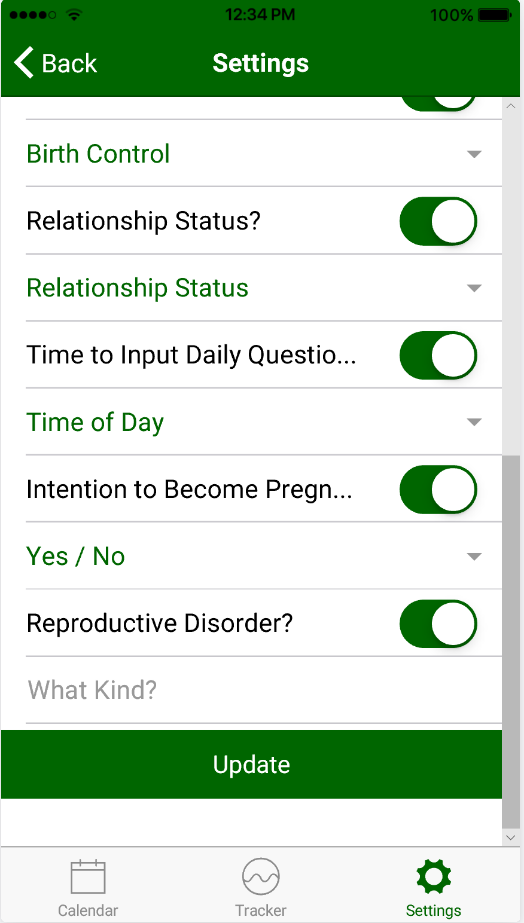 12:34 PM
100%
Back
Settings
Birth Control
Relationship Status?
Relationship Status
Time to Input Daily Questio...
Time of Day
Intention to Become Pregn...
Yes / No
Reproductive Disorder?
What Kind?
Update
Calendar
Tracker
Settings